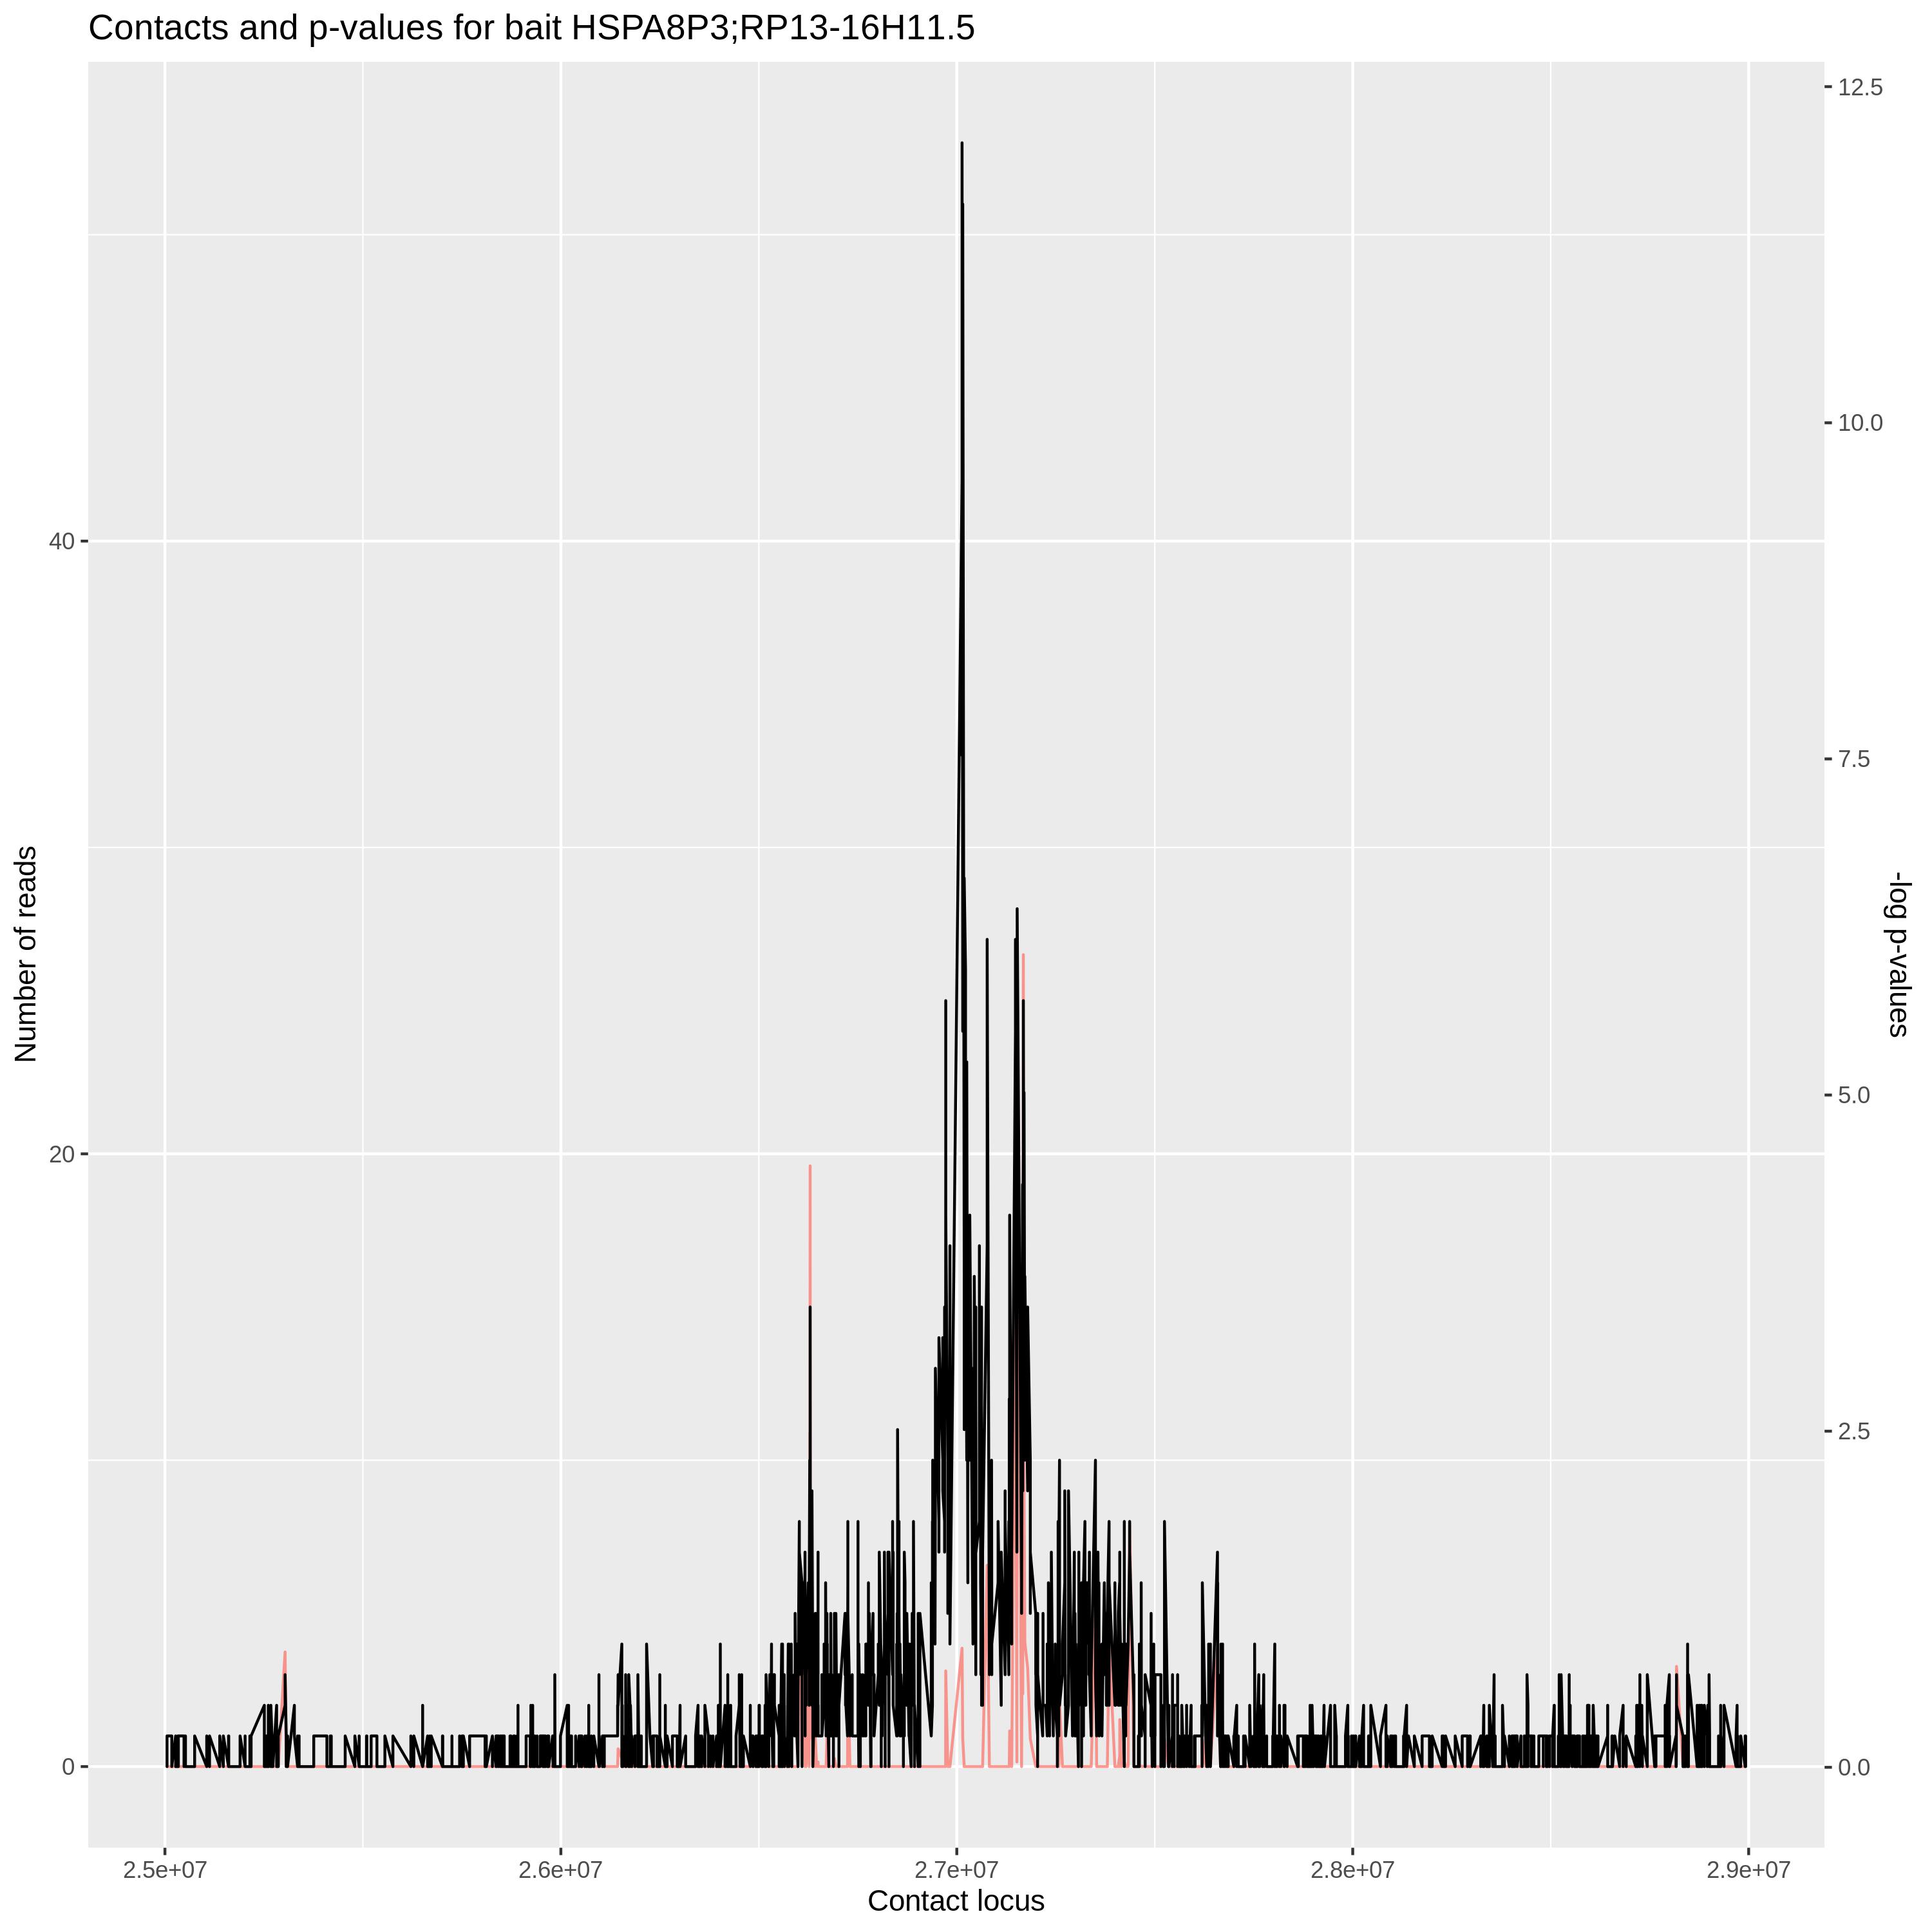 Contacts and p-values for bait HSPA8P3;RP13-16H11.5
12.5
10.0
40
7.5
Number of reads
-log p-values
5.0
20
2.5
0
0.0
2.5e+07
2.6e+07
2.7e+07
2.8e+07
2.9e+07
Contact locus